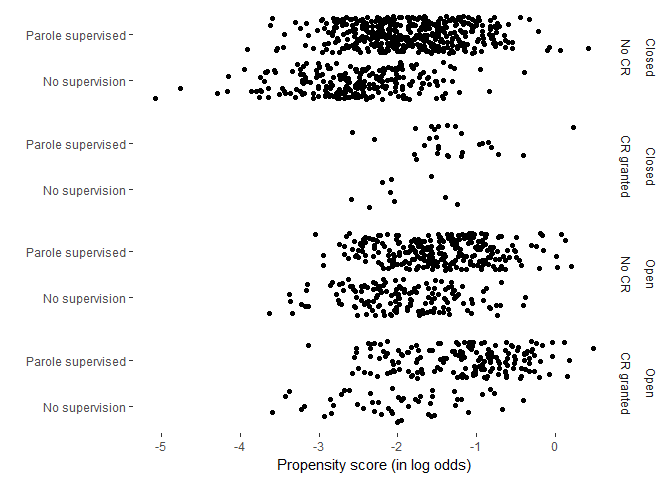 Parole supervised
No supervision
Closed
No CR
Parole supervised
No supervision
Closed
CR granted
Parole supervised
No supervision
Open
No CR
Parole supervised
No supervision
Open
CR granted
-5 -4 -3 -2 -1 0
Propensity score (in log odds)